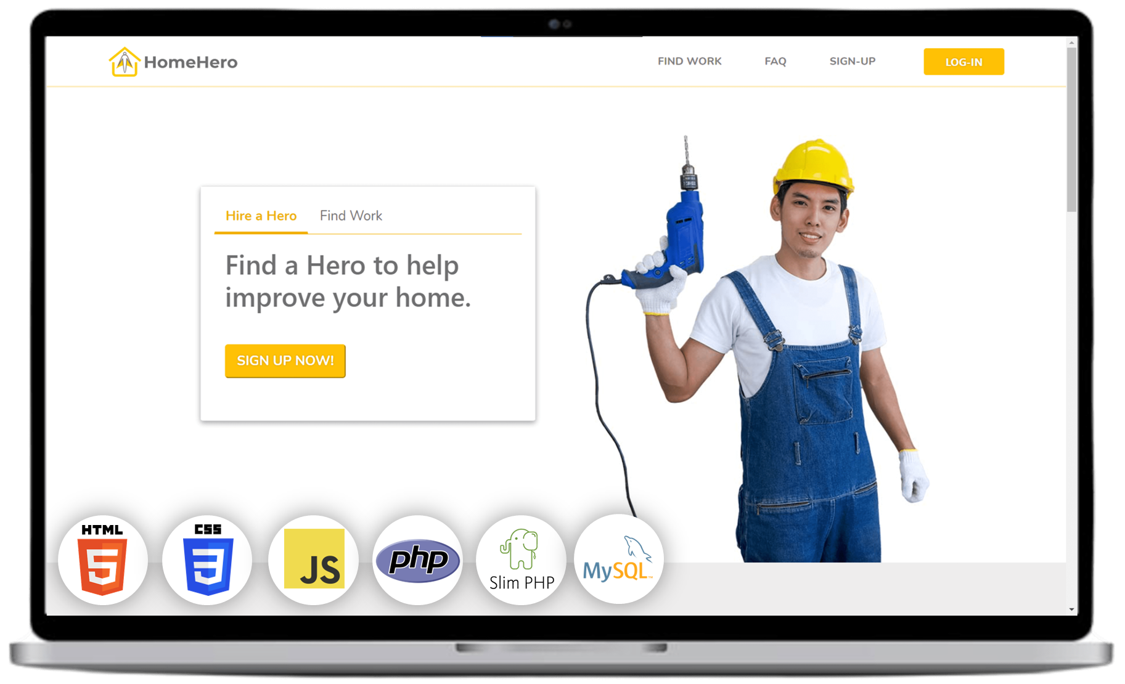 HomeHero
FIND WORK
FAQ
SIGN-UP
LOG-IN
Hire a Hero
Find Work
Find a Hero to help
improve your home.
SIGN UP NOW!
HTML
5
CSS
3
JS
php
Slim PHP
MySQL